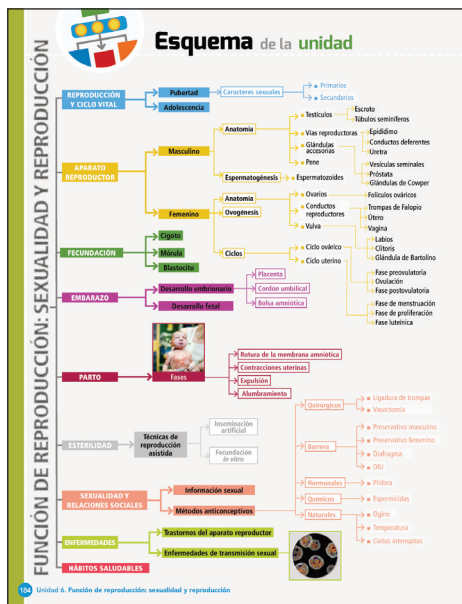 Esquema de la unidad
FUNCIÓN DE REPRODUCCIÓN: SEXUALIDAD Y REPRODUCCIÓN
REPRODUCCIÓN
Y CICLO VITAL
Pubertad
Adolescencia
Caracteres sexuales
Primarios
Secundarios
APARATO
REPRODUCTOR
Masculino
Anatomía
Testículos
Escroto
Túbulos seminíferos
Vías reproductoras
Epidídimo
Conductos deferentes
Uretra
Glándulas
accesorias
Vesículas seminales
Próstata
Glándulas de Cowper
Pene
Espermatogénesis
Espermatozoides
Femenino
Anatomía
Ovogénesis
Ovarios
Folículos ováricos
Conductos
reproductores
Trompas de Falopio
Útero
Vagina
Vulva
Labios
Clítoris
Glándula de Bartolino
Ciclos
Ciclo ovárico
Ciclo uterino
Fase preovulatoria
Ovulación
Fase postovulatoria
Fase de menstruación
Fase de proliferación
Fase luteínica
FECUNDACIÓN
Cigoto
Mórula
Blastocito
EMBARAZO
Desarrollo embrionario
Desarrollo fetal
Placenta
Cordón umbilical
Bolsa amniótica
PARTO
Fases
Rotura de la membrana amniótica
Contracciones uterinas
Expulsión
Alumbramiento
ESTERILIDAD
Técnicas de
reproducción
asistida
Inseminación
artificial
Fecundación
in vitro
SEXUALIDAD Y
RELACIONES SOCIALES
Información sexual
Métodos anticonceptivos
Quirúrgicos
Ligadura de trompas
Vasectomía
Barrera
Preservativo masculino
Preservativo femenino
Diafragma
DIU
Hormonales
Píldora
Químicos
Espermicidas
Naturales
Ogino
Temperatura
Coitus interruptus
ENFERMEDADES
Trastornos del aparato reproductor
Enfermedades de transmisión sexual
HÁBITOS SALUDABLES
184 Unidad 6. Función de reproducción: sexualidad y reproducción